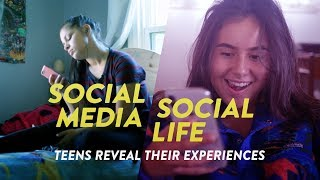 SOCIAL
MEDIA
SOCIAL
LIFE
TEENS REVEAL THEIR EXPERIENCES